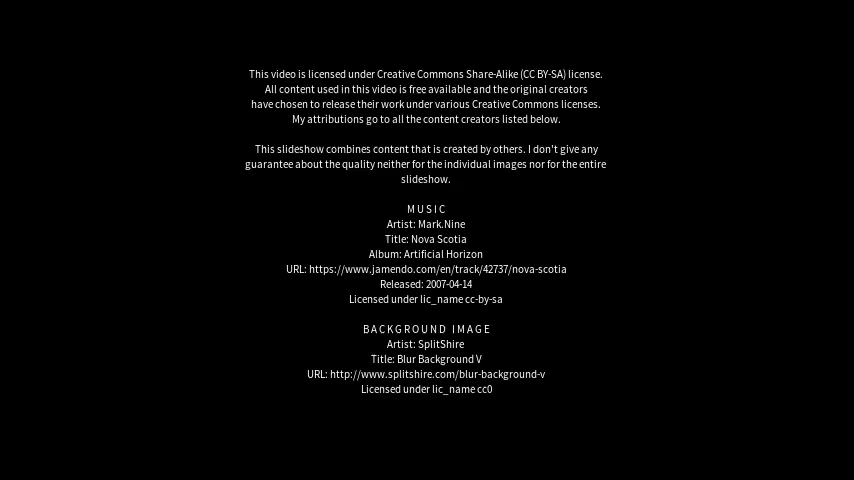 This video is licensed under Creative Commons Share-Alike (CC BY-SA) license.
All content used in this video is free available and the original creators
have chosen to release their work under various Creative Commons licenses.
My attributions go to all the content creators listed below.
This slideshow combines content that is created by others. I don't give any
guarantee about the quality neither for the individual images nor for the entire
slideshow.
MUSIC
Artist: Mark.Nine
Title: Nova Scotia
Album: Artificial Horizon
URL: https://www.jamendo.com/en/track/42737/nova-scotia
Released: 2007-04-14
Licensed under lic_name cc-by-sa
BACKGROUND IMAGE
Artist: SplitShire
Title: Blur Background V
URL: http://www.splitshire.com/blur-background-v
Licensed under lic_name cc0